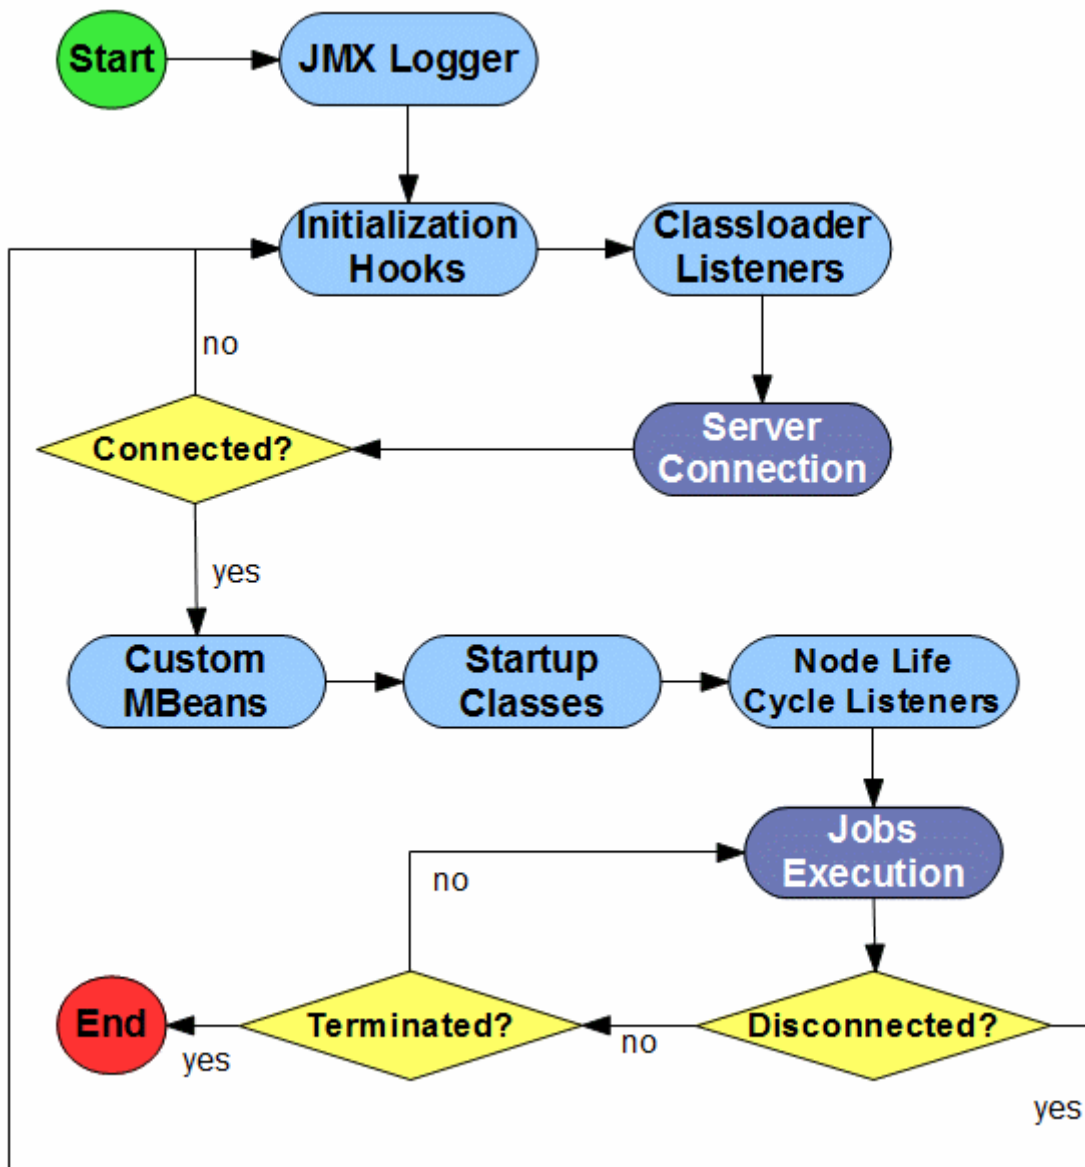 Start
JMX Logger
Initialization
Hooks
Classloader
Listeners
no
Connected?
Server
Connection
yes
Custom
MBeans
Startup
Classes
Node Life
Cycle Listeners
Jobs
Execution
no
End
Terminated?
Disconnected?
yes
no
yes